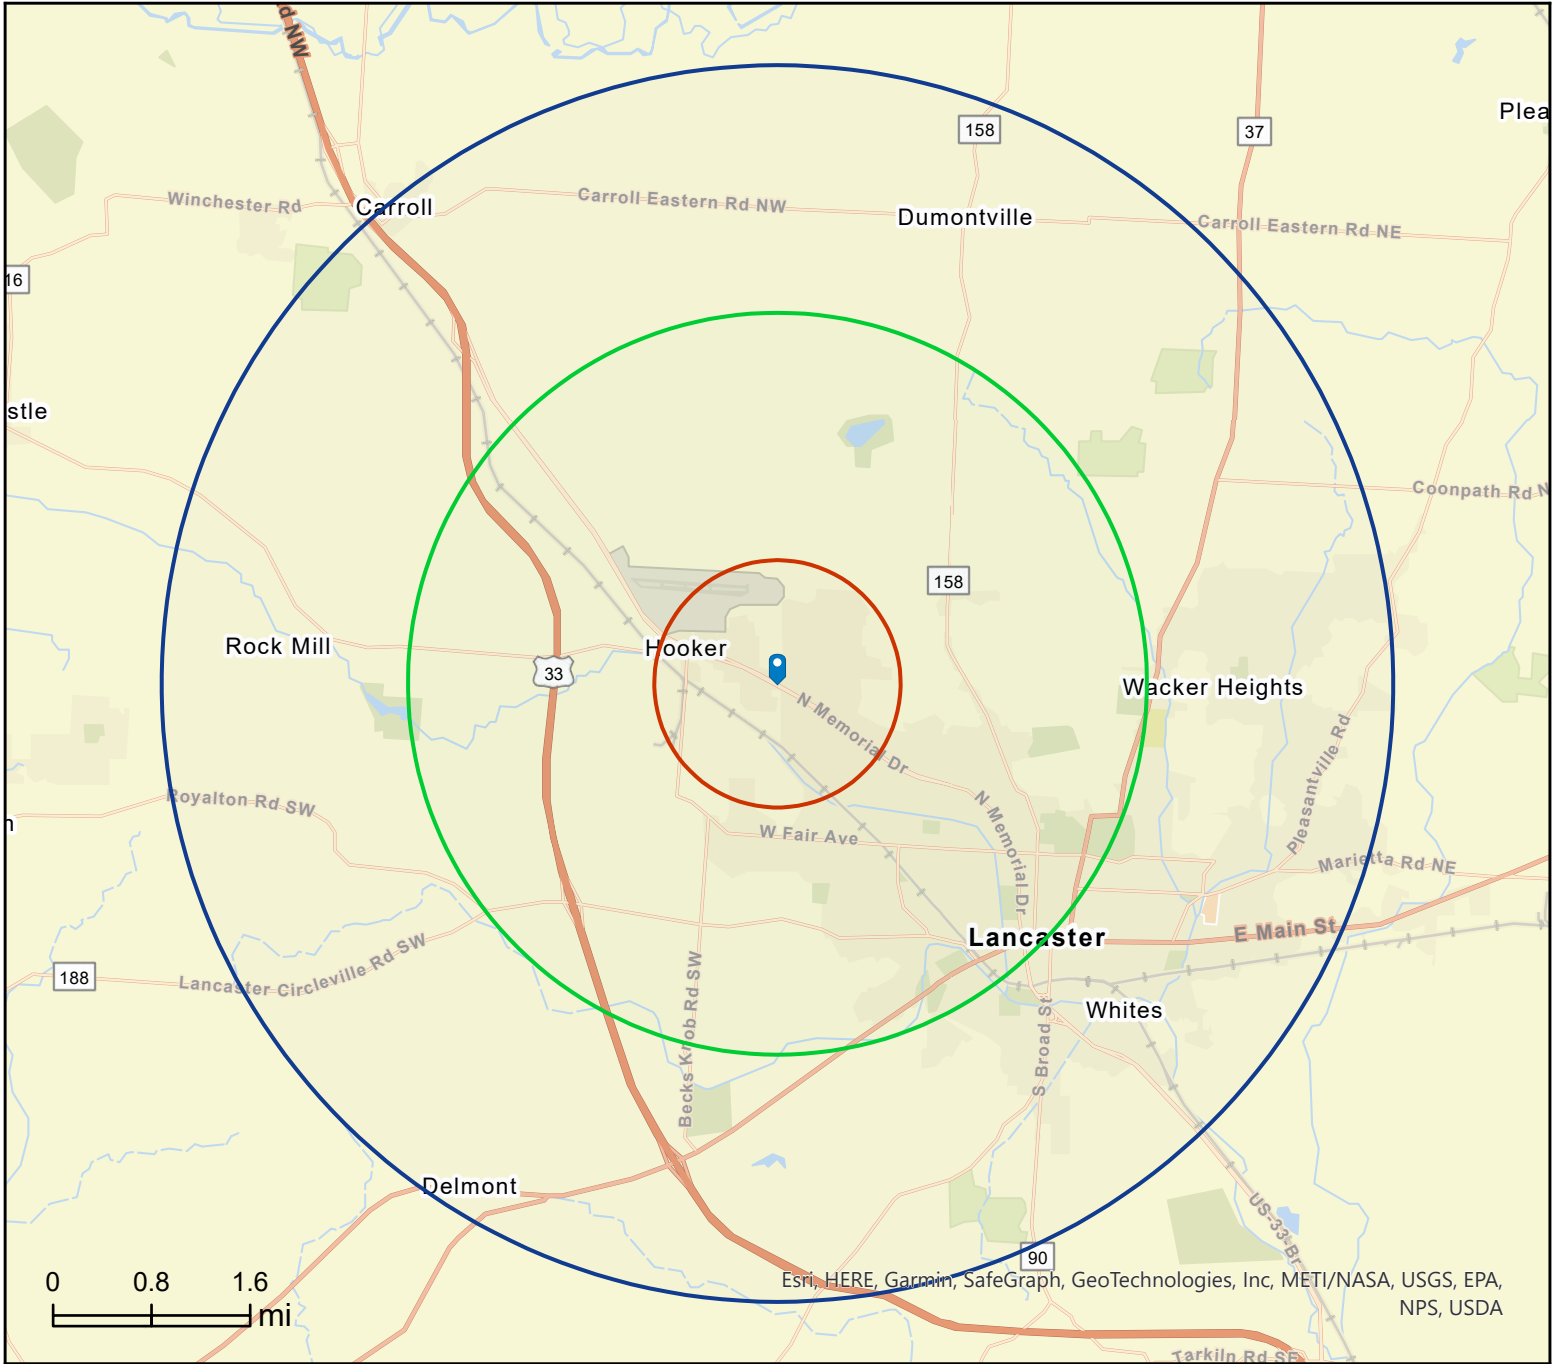 d NW
158
37
Plea
Winchester Rd
Carroll
Carroll Eastern Rd NW
Dumontville
Carroll Eastern Rd NE
16
stle
Coonpath Rd N
158
Rock Mill
Hooker
33
Wacker Heights
N Memorial Dr
Pleasantville Rd
Royalton Rd SW
n
W Fair Ave
N Memorial Dr
Marietta Rd NE
Lancaster
E Main St
188
Lancaster Circleville Rd SW
Becks Knob Rd SW
Whites
S Broad St
Delmont
US-33-Br
90
0 0.8 1.6
mi
Esri, HERE, Garmin, SafeGraph, GeoTechnologies, Inc, METI/NASA, USGS, EPA,
NPS, USDA
Tarkiln Rd SE